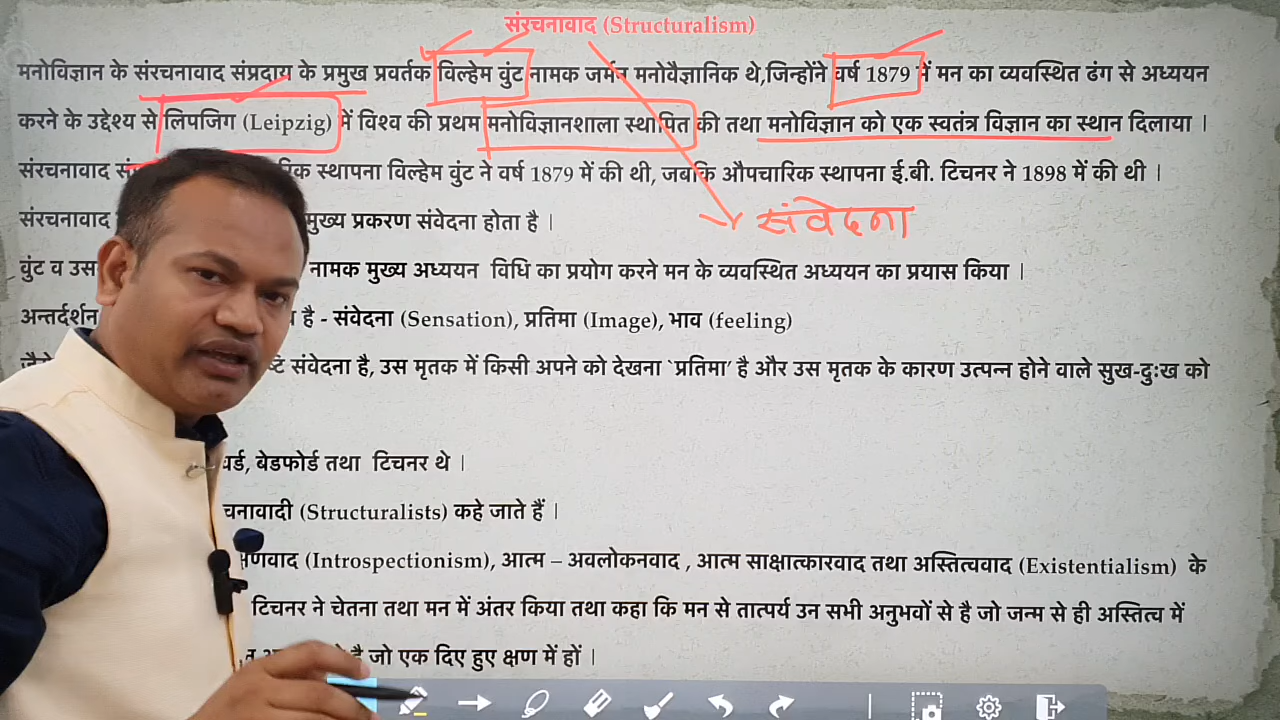 संरचनावाद (Structuralism)
मनोविज्ञान के संरचनावाद संप्रदाय के प्रमुख प्रवर्तक विल्हेम वुंट नामक जर्मन मनोवैज्ञानिक थे,जिन्होंने वर्ष 1879 में मन का व्यवस्थित ढंग से अध्ययन
करने के उद्देश्य से लिपजिग (Leipzig) में विश्व की प्रथम मनोविज्ञानशाला स्थापित की तथा मनोविज्ञान को एक स्वतंत्र विज्ञान का स्थान दिलाया ।
संरचनावाद स्थापना विल्हेम वुंट ने वर्ष 1879 में की थी, जबकि औपचारिक स्थापना ई.बी. टिचनर ने 1898 में की थी ।
संरचनावाद मुख्य प्रकरण संवेदना होता है ।
संवेदना
वुंट व नामक मुख्य अध्ययन विधि का प्रयोग करने मन के व्यवस्थित अध्ययन का प्रयास किया ।
अन्तर्दर्शन है - संवेदना (Sensation), प्रतिमा (Image), भाव (feeling)
संवेदना है, उस मृतक में किसी अपने को देखना `प्रतिमा’ है और उस मृतक के कारण उत्पन्न होने वाले सुख-दुःख को
बेडफोर्ड तथा टिचनर थे ।
(Structuralists) कहे जाते हैं ।
(Introspectionism), आत्म – अवलोकनवाद , आत्म साक्षात्कारवाद तथा अस्तित्ववाद (Existentialism) के
टिचनर ने चेतना तथा मन में अंतर किया तथा कहा कि मन से तात्पर्य उन सभी अनुभवों से है जो जन्म से ही अस्तित्व में
जो एक दिए हुए क्षण में हों ।